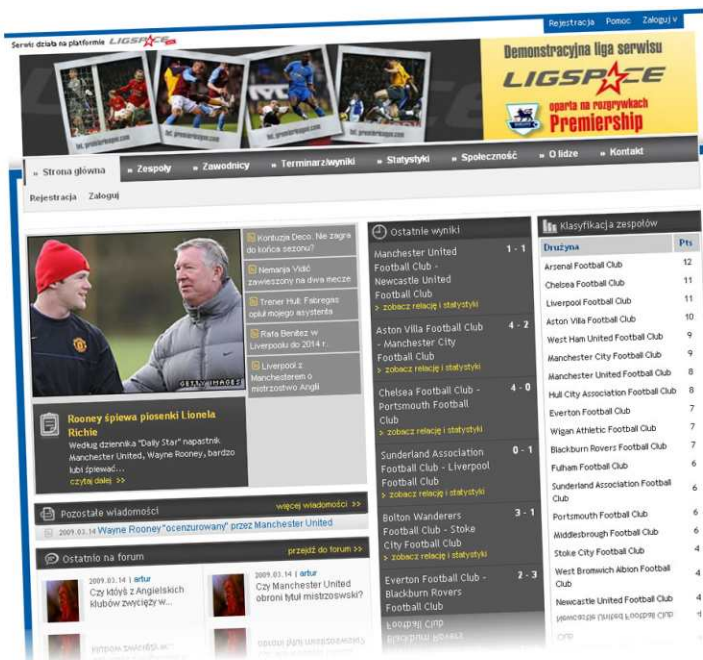 Rejestracja Pomoc Zaloguj v
Serwis działa na platformie LIGSPACE
Demonstracyjna liga serwisu
LIGSPACE
oparta na rozgrywkach
Premiership
» Strona główna » Zespoły » Zawodnicy » Terminarz/wyniki » Statystyki » Społeczność » O lidze » Kontakt
Rejestracja Zaloguj
Kontuzja Deco. Nie zagra
do końca sezonu?
Nemanja Vidić
zawieszony na dwa mecze
Trener Hull: Fabregas
opluł mojego asystenta
Rafa Benitez w
Liverpoolu do 2014 r.
Liverpool z
Manchesterem o
mistrzostwo Anglii
GETTY IMAGES
Rooney śpiewa piosenki Lionela
Richie
Według dziennika "Daily Star" napastnik
Manchester United, Wayne Rooney, bardzo
lubi śpiewać...
czytaj dalej >>
Pozostałe wiadomości więcej wiadomości >>
2009.03.14 Wayne Rooney "ocenzurowany" przez Manchester United
Ostatnio na forum przejdź do forum >>
2009.03.14 | artur
Czy któyś z Angielskich
klubów zwycięży w...
2009.03.14 | artur
Czy Manchester United
obroni tytuł mistrzowski?
Ostatnie wyniki
Manchester United 1 - 1
Football Club -
Newcastle United
Football Club
> zobacz relację i statystyki
Aston Villa Football Club 4 - 2
- Manchester City
Football Club
> zobacz relację i statystyki
Chelsea Football Club - 4 - 0
Portsmouth Football
Club
> zobacz relację i statystyki
Sunderland Association 0 - 1
Football Club - Liverpool
Football Club
> zobacz relację i statystyki
Bolton Wanderers 3 - 1
Football Club - Stoke
City Football Club
> zobacz relację i statystyki
Everton Football Club - 2 - 3
Blackburn Rovers
Football Club
Klasyfikacja zespołów
Drużyna Pts
Arsenal Football Club 12
Chelsea Football Club 11
Liverpool Football Club 11
Aston Villa Football Club 10
West Ham United Football Club 9
Manchester City Football Club 9
Manchester United Football Club 8
Hull City Association Football Club 8
Everton Football Club 7
Wigan Athletic Football Club 7
Blackburn Rovers Football Club 7
Fulham Football Club 6
Sunderland Association Football
Club 6
Portsmouth Football Club 6
Middlesbrough Football Club 6
Stoke City Football Club 4
West Bromwich Albion Football
Club 4
Newcastle United Football Club 4